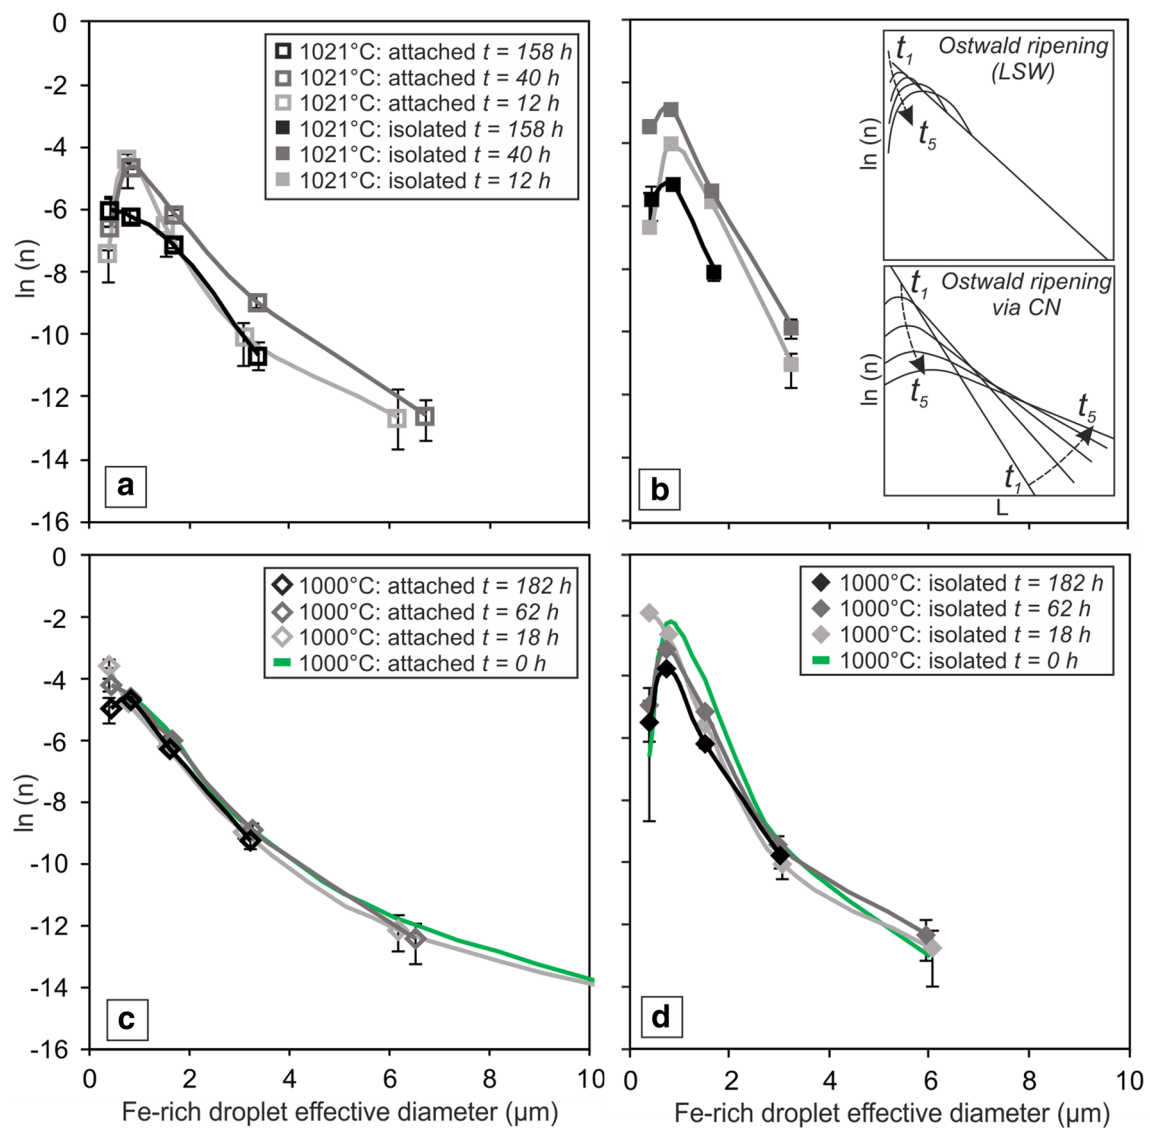 0
-2
-4
-6
-8
-10
-12
-14
-16
ln (n)
1021°C: attached t = 158 h
1021°C: attached t = 40 h
1021°C: attached t = 12 h
1021°C: isolated t = 158 h
1021°C: isolated t = 40 h
1021°C: isolated t = 12 h
a
b
Ostwald ripening
(LSW)
t1
t5
ln (n)
Ostwald ripening
via CN
t1
t5
t5
t1
ln (n)
L
0
-2
-4
-6
-8
-10
-12
-14
-16
ln (n)
1000°C: attached t = 182 h
1000°C: attached t = 62 h
1000°C: attached t = 18 h
1000°C: attached t = 0 h
c
0 2 4 6 8 10
Fe-rich droplet effective diameter (µm)
1000°C: isolated t = 182 h
1000°C: isolated t = 62 h
1000°C: isolated t = 18 h
1000°C: isolated t = 0 h
d
0 2 4 6 8 10
Fe-rich droplet effective diameter (µm)